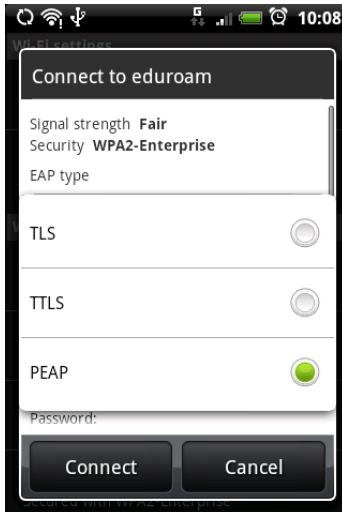 10:08
Wi-Fi settings
Connect to eduroam
Signal strength Fair
Security WPA2-Enterprise
EAP type
TLS
TTLS
PEAP
Password:
Connect Cancel
Secured with WPA2-Enterprise